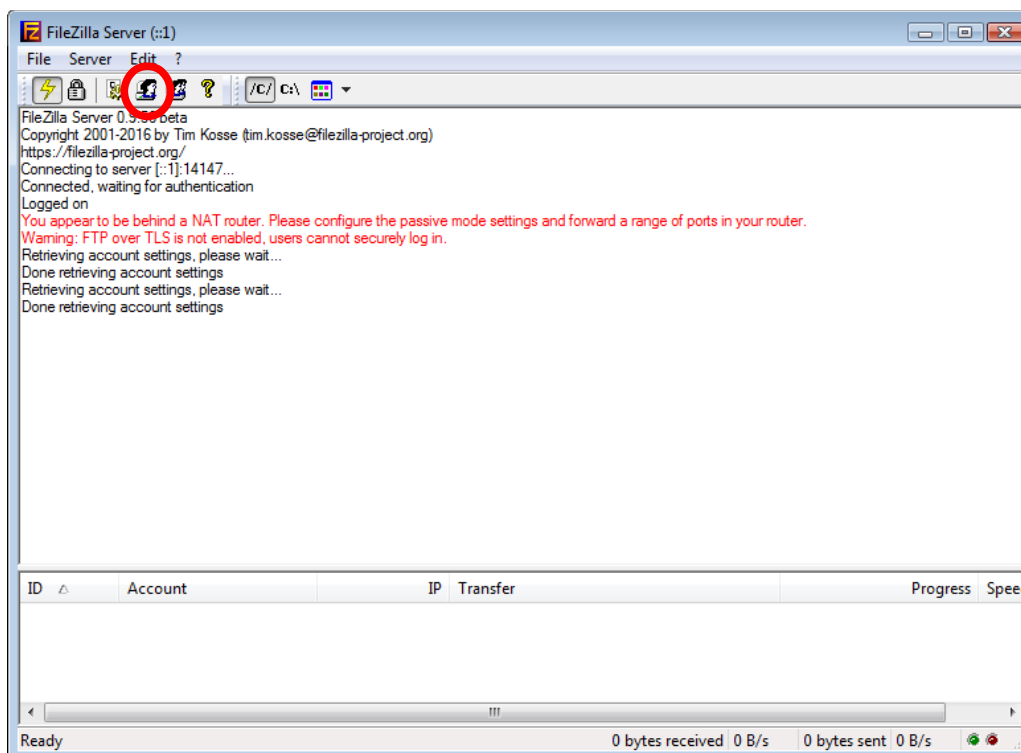 FileZilla Server (::1)
File Server Edit ?
/C/ C:\
FileZilla Server 0.9.56 beta
Copyright 2001-2016 by Tim Kosse (tim.kosse@filezilla-project.org)
https://filezilla-project.org/
Connecting to server [::1]:14147...
Connected, waiting for authentication
Logged on
You appear to be behind a NAT router. Please configure the passive mode settings and forward a range of ports in your router.
Warning: FTP over TLS is not enabled, users cannot securely log in.
Retrieving account settings, please wait...
Done retrieving account settings
Retrieving account settings, please wait...
Done retrieving account settings
ID Account IP Transfer Progress Spee
Ready 0 bytes received 0 B/s 0 bytes sent 0 B/s